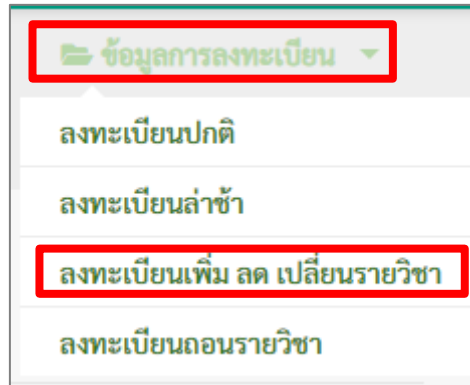 ข้อมูลการลงทะเบียน
ลงทะเบียนปกติ
ลงทะเบียนล่าช้า
ลงทะเบียนเพิ่ม ลด เปลี่ยนรายวิชา
ลงทะเบียนถอนรายวิชา